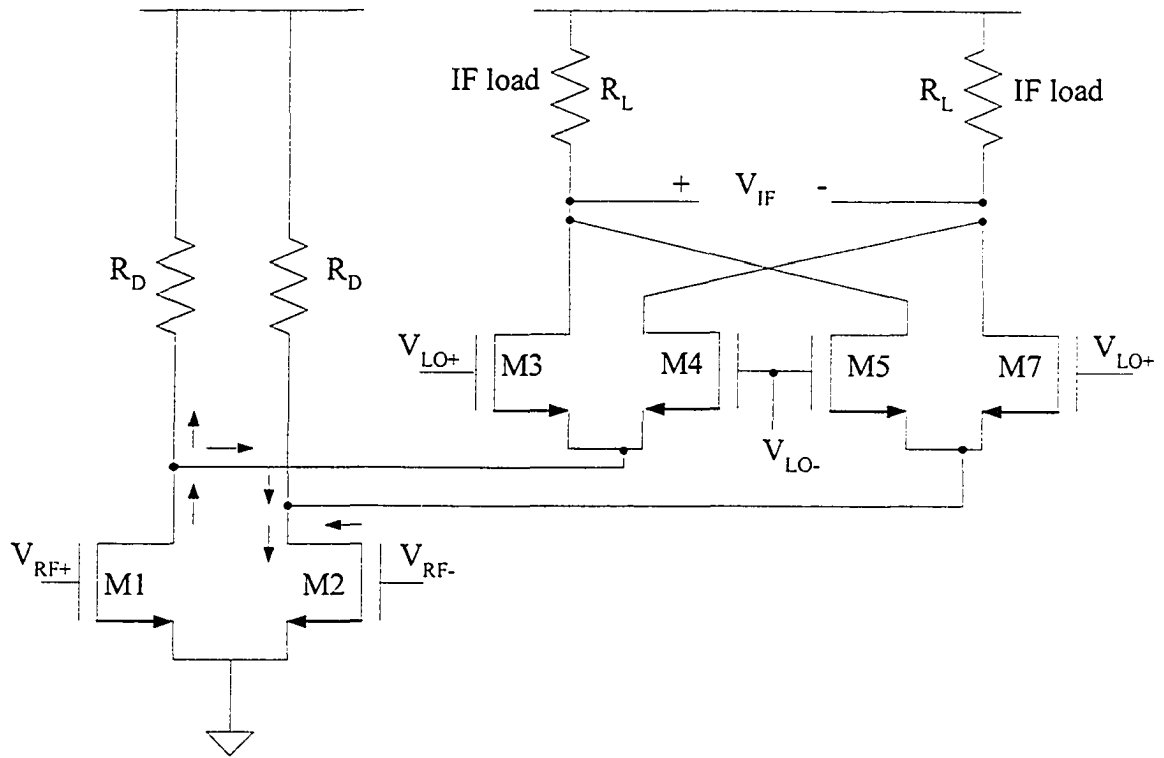 IF load
R_L
R_L
IF load
+ V_IF -
R_D
R_D
V_LO+
M3
M4
M5
M7
V_LO+
V_LO-
V_RF+
M1
M2
V_RF-